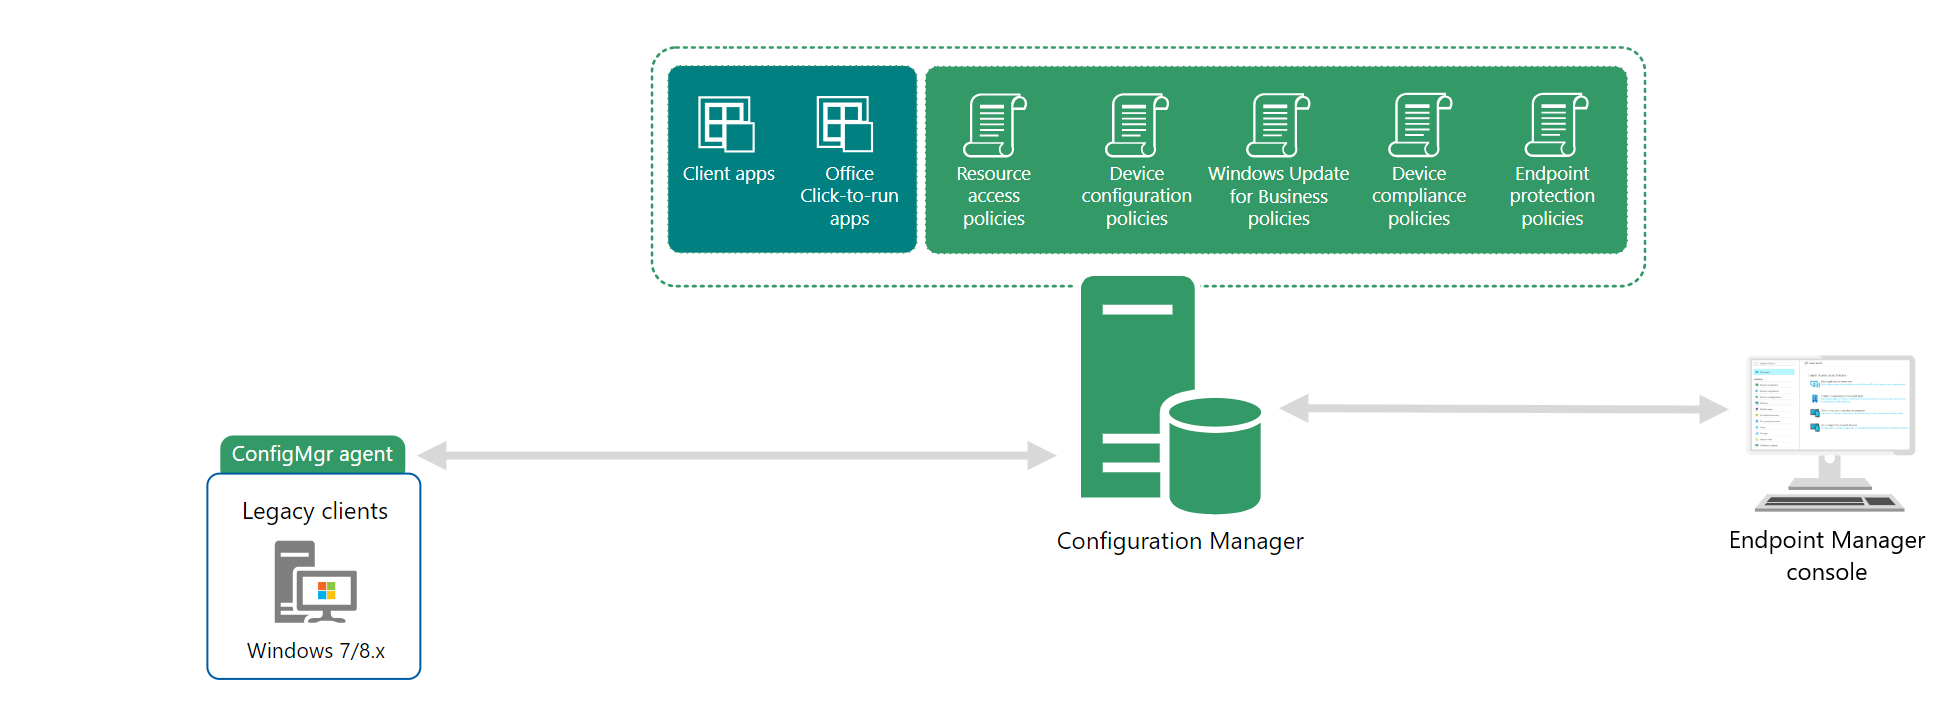 Client apps
Office
Click-to-run
apps
Resource
access
policies
Device
configuration
policies
Windows Update
for Business
policies
Device
compliance
policies
Endpoint
protection
policies
ConfigMgr agent
Legacy clients
Windows 7/8.x
Configuration Manager
Endpoint Manager
console